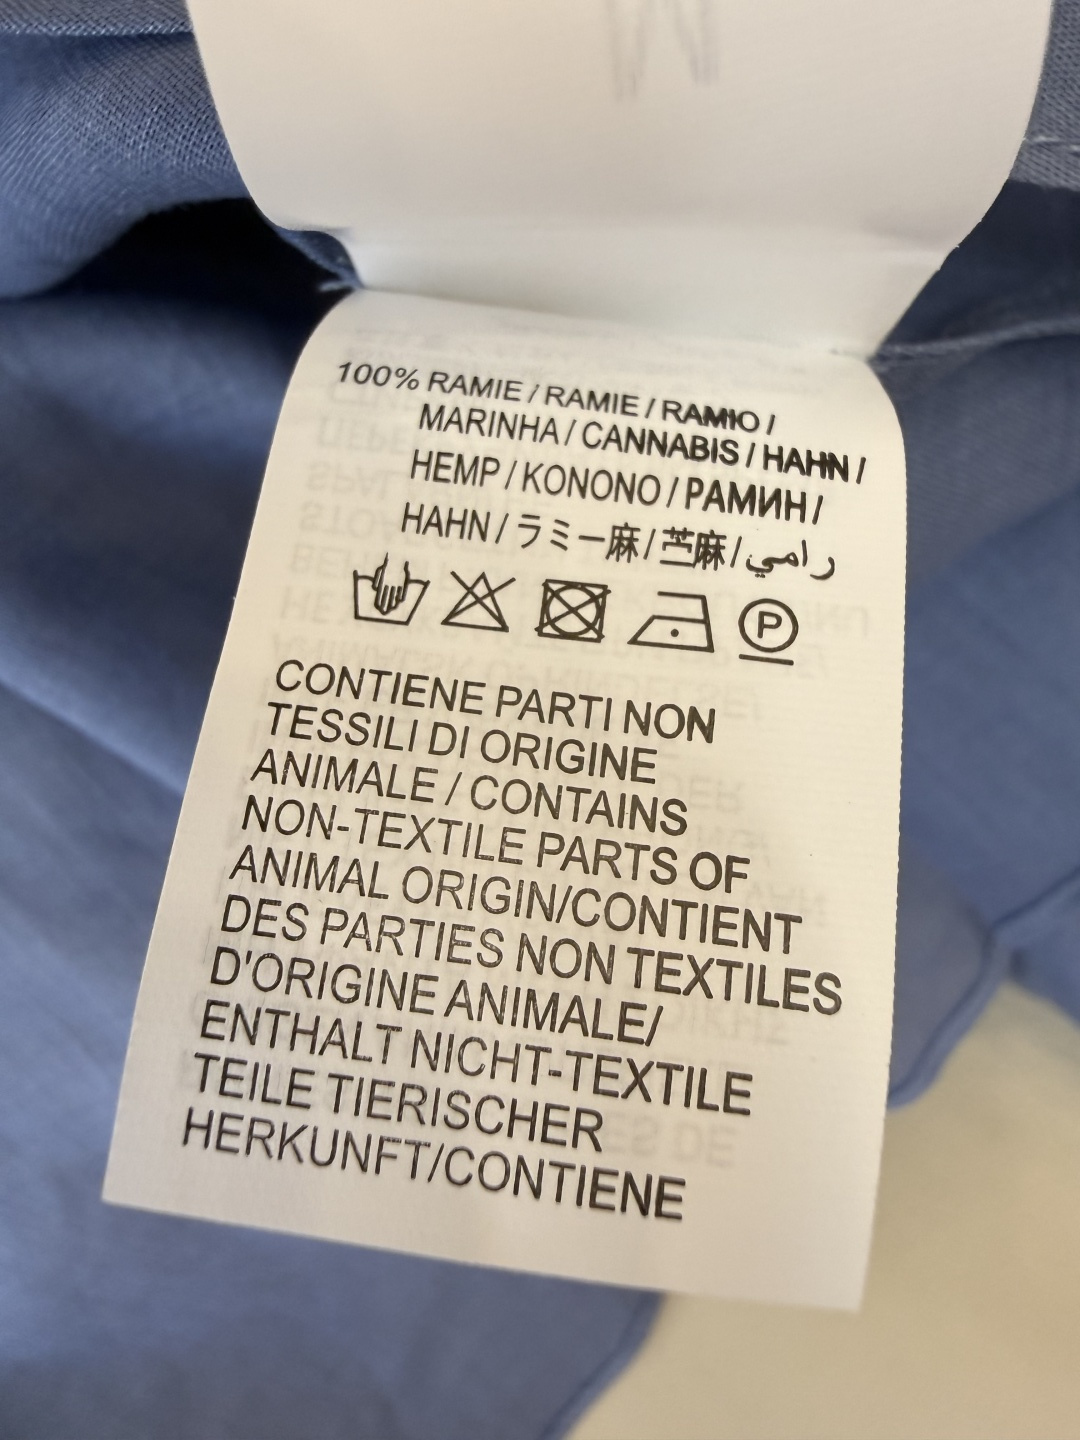 M
100% RAMIE / RAMIE / RAMIO /
MARINHA / CANNABIS / HAHN /
HEMP / KONONO / РАМИН /
HAHN / ラミー麻 / 苎麻 / رامي
P
CONTIENE PARTI NON
TESSILI DI ORIGINE
ANIMALE / CONTAINS
NON-TEXTILE PARTS OF
ANIMAL ORIGIN/CONTIENT
DES PARTIES NON TEXTILES
D'ORIGINE ANIMALE/
ENTHALT NICHT-TEXTILE
TEILE TIERISCHER
HERKUNFT/CONTIENE